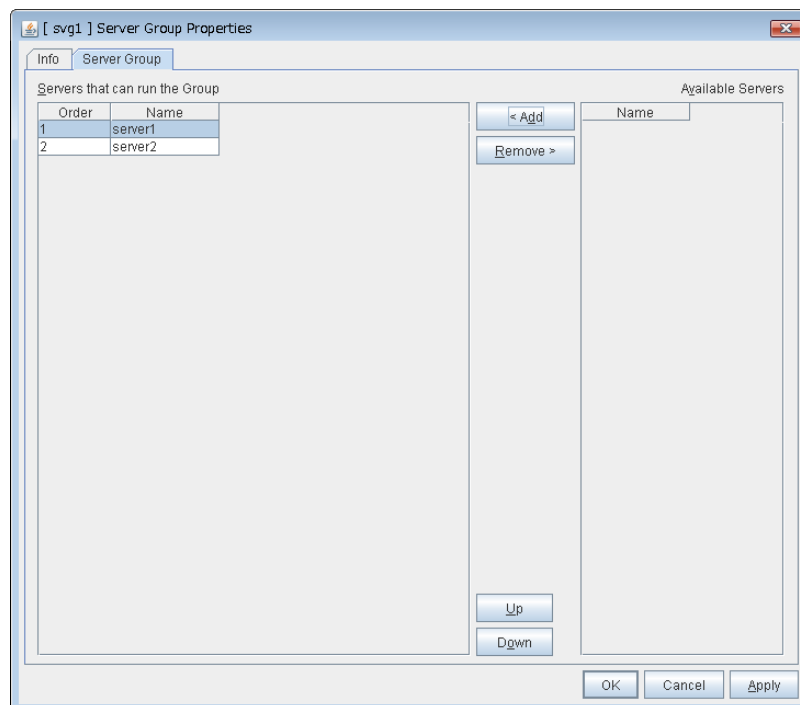 [ svg1 ] Server Group Properties
Info Server Group
Servers that can run the Group Available Servers
Order Name < Add Name
1 server1
2 server2 Remove >
Up
Down
OK Cancel Apply